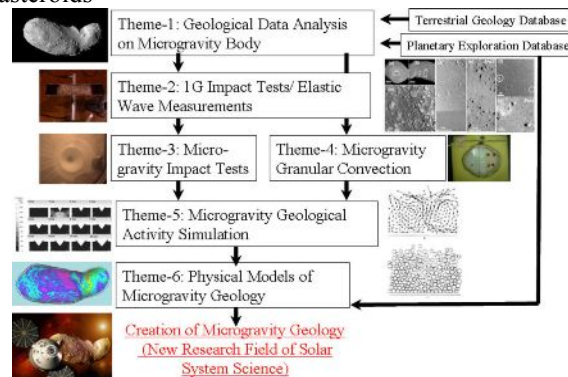 asteroids
Theme-1: Geological Data Analysis
on Microgravity Body
Terrestrial Geology Database
Planetary Exploration Database
Theme-2: 1G Impact Tests/ Elastic
Wave Measurements
Theme-3: Micro-
gravity Impact Tests
Theme-4: Microgravity
Granular Convection
Theme-5: Microgravity Geological
Activity Simulation
Theme-6: Physical Models of
Microgravity Geology
Creation of Microgravity Geology
(New Research Field of Solar
System Science)